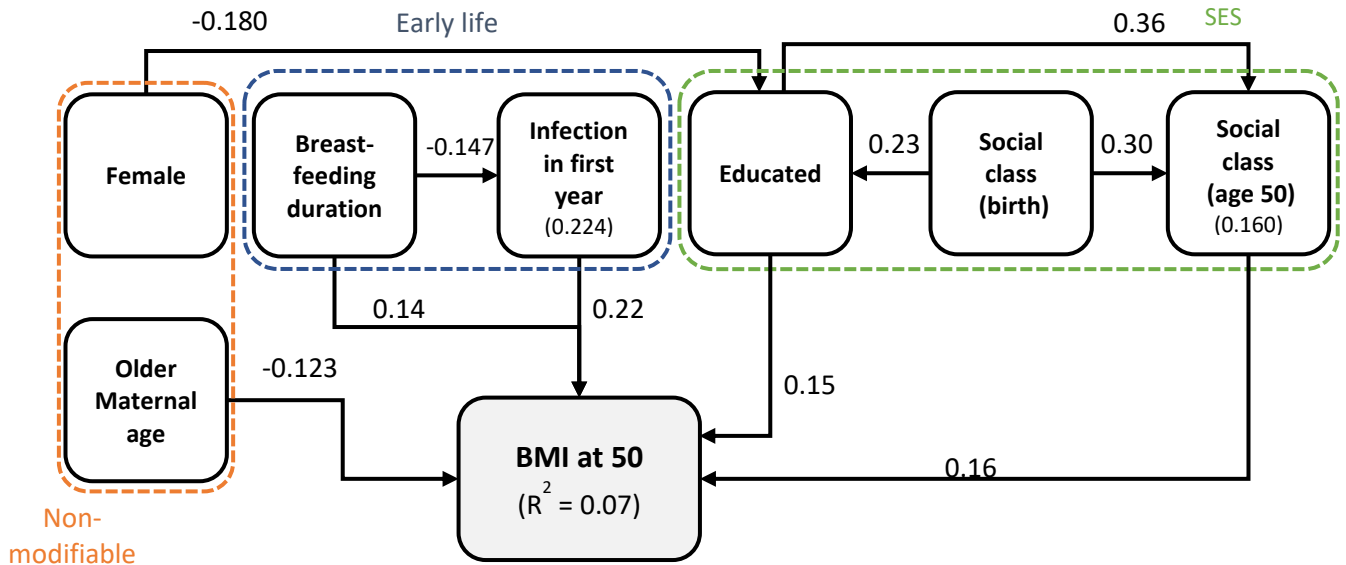 -0.180
Early life
0.36
SES
Female
Breast-
feeding
duration
-0.147
Infection
in first
year
(0.224)
Educated
0.23
Social
class
(birth)
0.30
Social
class
(age 50)
(0.160)
0.14
0.22
Older
Maternal
age
-0.123
0.15
BMI at 50
(R² = 0.07)
0.16
Non-
modifiable